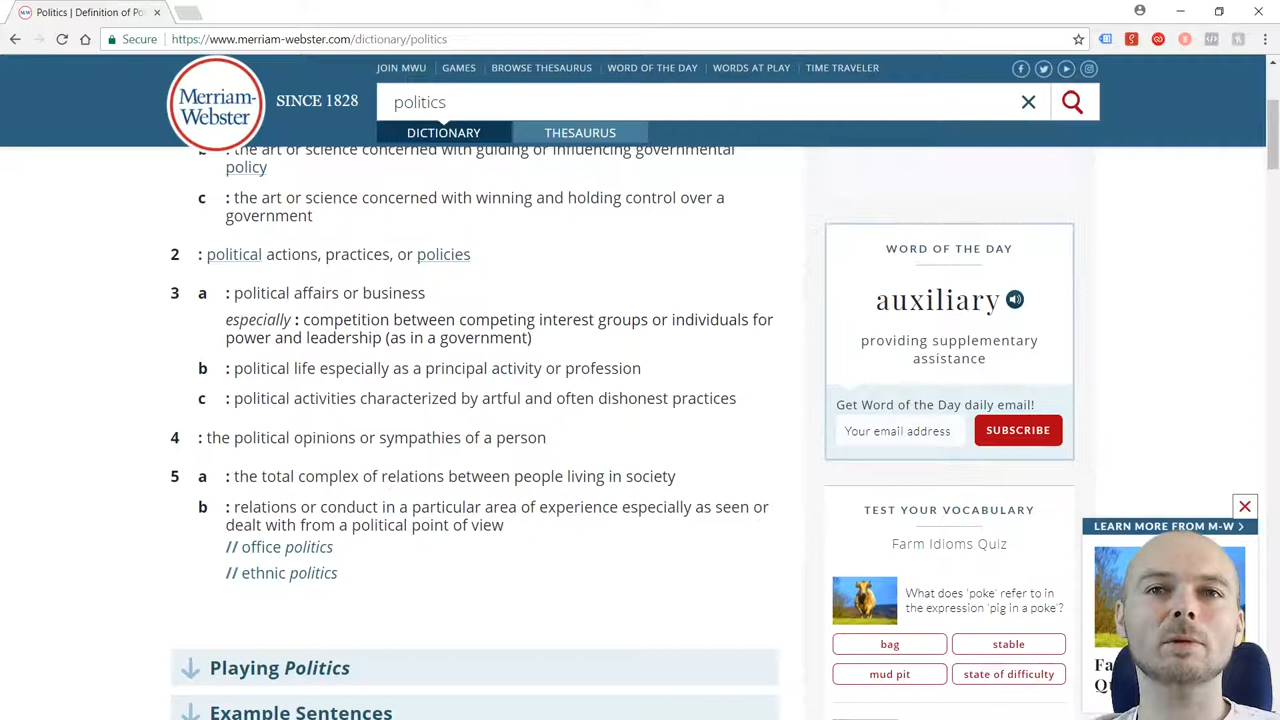 Politics | Definition of Po
Secure
https://www.merriam-webster.com/dictionary/politics
JOIN MWU
GAMES
BROWSE THESAURUS
WORD OF THE DAY
WORDS AT PLAY
TIME TRAVELER
Merriam-
Webster
SINCE 1828
politics
DICTIONARY
THESAURUS
b : the art or science concerned with guiding or influencing governmental
policy
c : the art or science concerned with winning and holding control over a
government
2 : political actions, practices, or policies
3 a : political affairs or business
especially : competition between competing interest groups or individuals for
power and leadership (as in a government)
b : political life especially as a principal activity or profession
c : political activities characterized by artful and often dishonest practices
4 : the political opinions or sympathies of a person
5 a : the total complex of relations between people living in society
b : relations or conduct in a particular area of experience especially as seen or
dealt with from a political point of view
// office politics
// ethnic politics
Playing Politics
Example Sentences
WORD OF THE DAY
auxiliary
providing supplementary
assistance
Get Word of the Day daily email!
Your email address
SUBSCRIBE
TEST YOUR VOCABULARY
Farm Idioms Quiz
What does 'poke' refer to in
the expression 'pig in a poke'?
bag
stable
mud pit
state of difficulty
LEARN MORE FROM M-W >